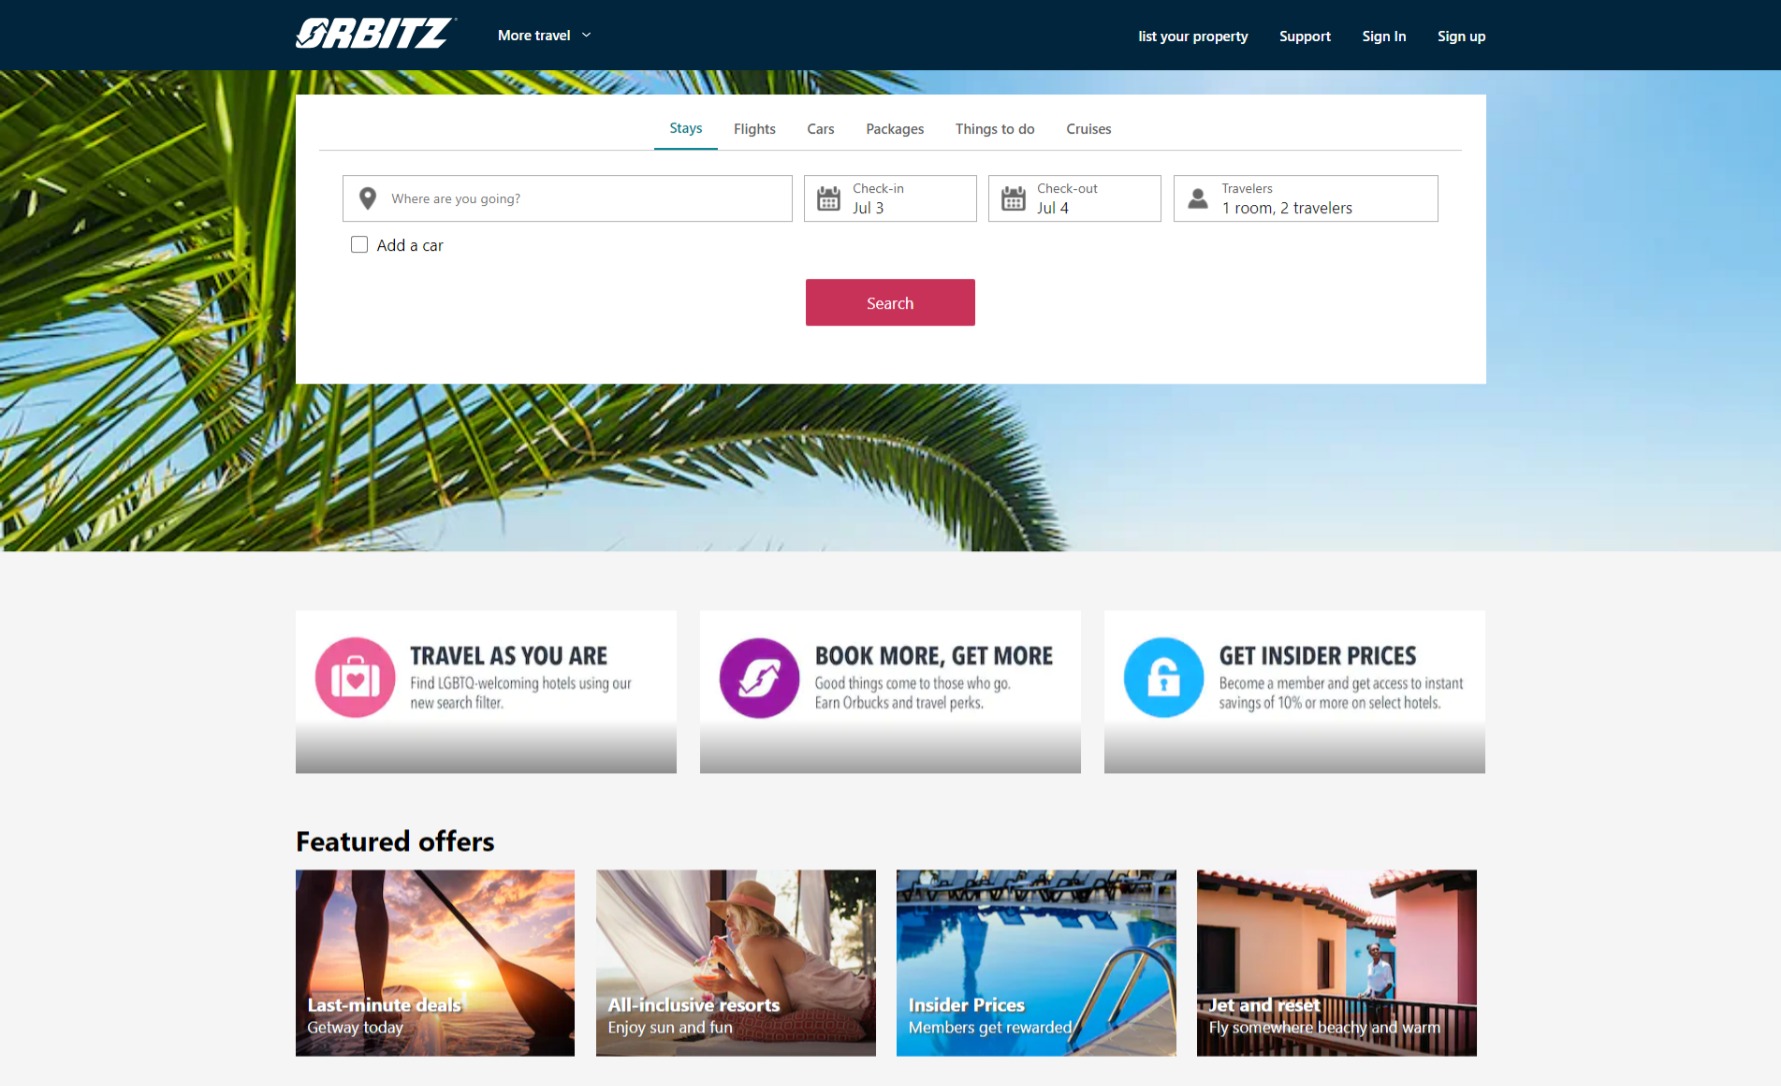 ORBITZ
More travel
list your property
Support
Sign In
Sign up
Stays
Flights
Cars
Packages
Things to do
Cruises
Where are you going?
Check-in
Jul 3
Check-out
Jul 4
Travelers
1 room, 2 travelers
Add a car
Search
TRAVEL AS YOU ARE
Find LGBTQ-welcoming hotels using our
new search filter.
BOOK MORE, GET MORE
Good things come to those who go.
Earn Orbucks and travel perks.
GET INSIDER PRICES
Become a member and get access to instant
savings of 10% or more on select hotels.
Featured offers
Last-minute deals
Getway today
All-inclusive resorts
Enjoy sun and fun
Insider Prices
Members get rewarded
Jet and reset
Fly somewhere beachy and warm